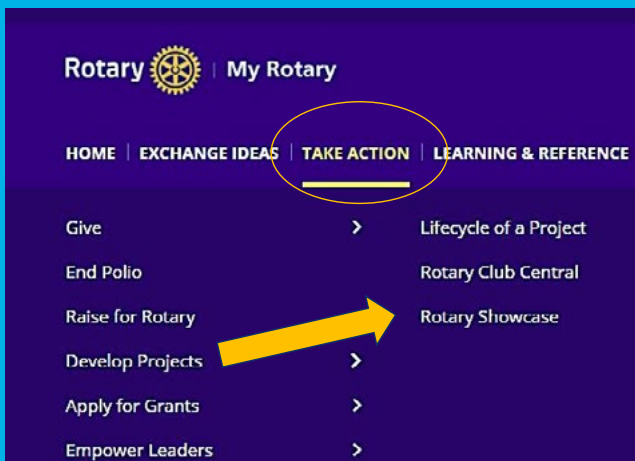 Rotary | My Rotary
HOME | EXCHANGE IDEAS | TAKE ACTION | LEARNING & REFERENCE
Give >
End Polio
Raise for Rotary
Develop Projects >
Apply for Grants >
Empower Leaders >
Lifecycle of a Project
Rotary Club Central
Rotary Showcase